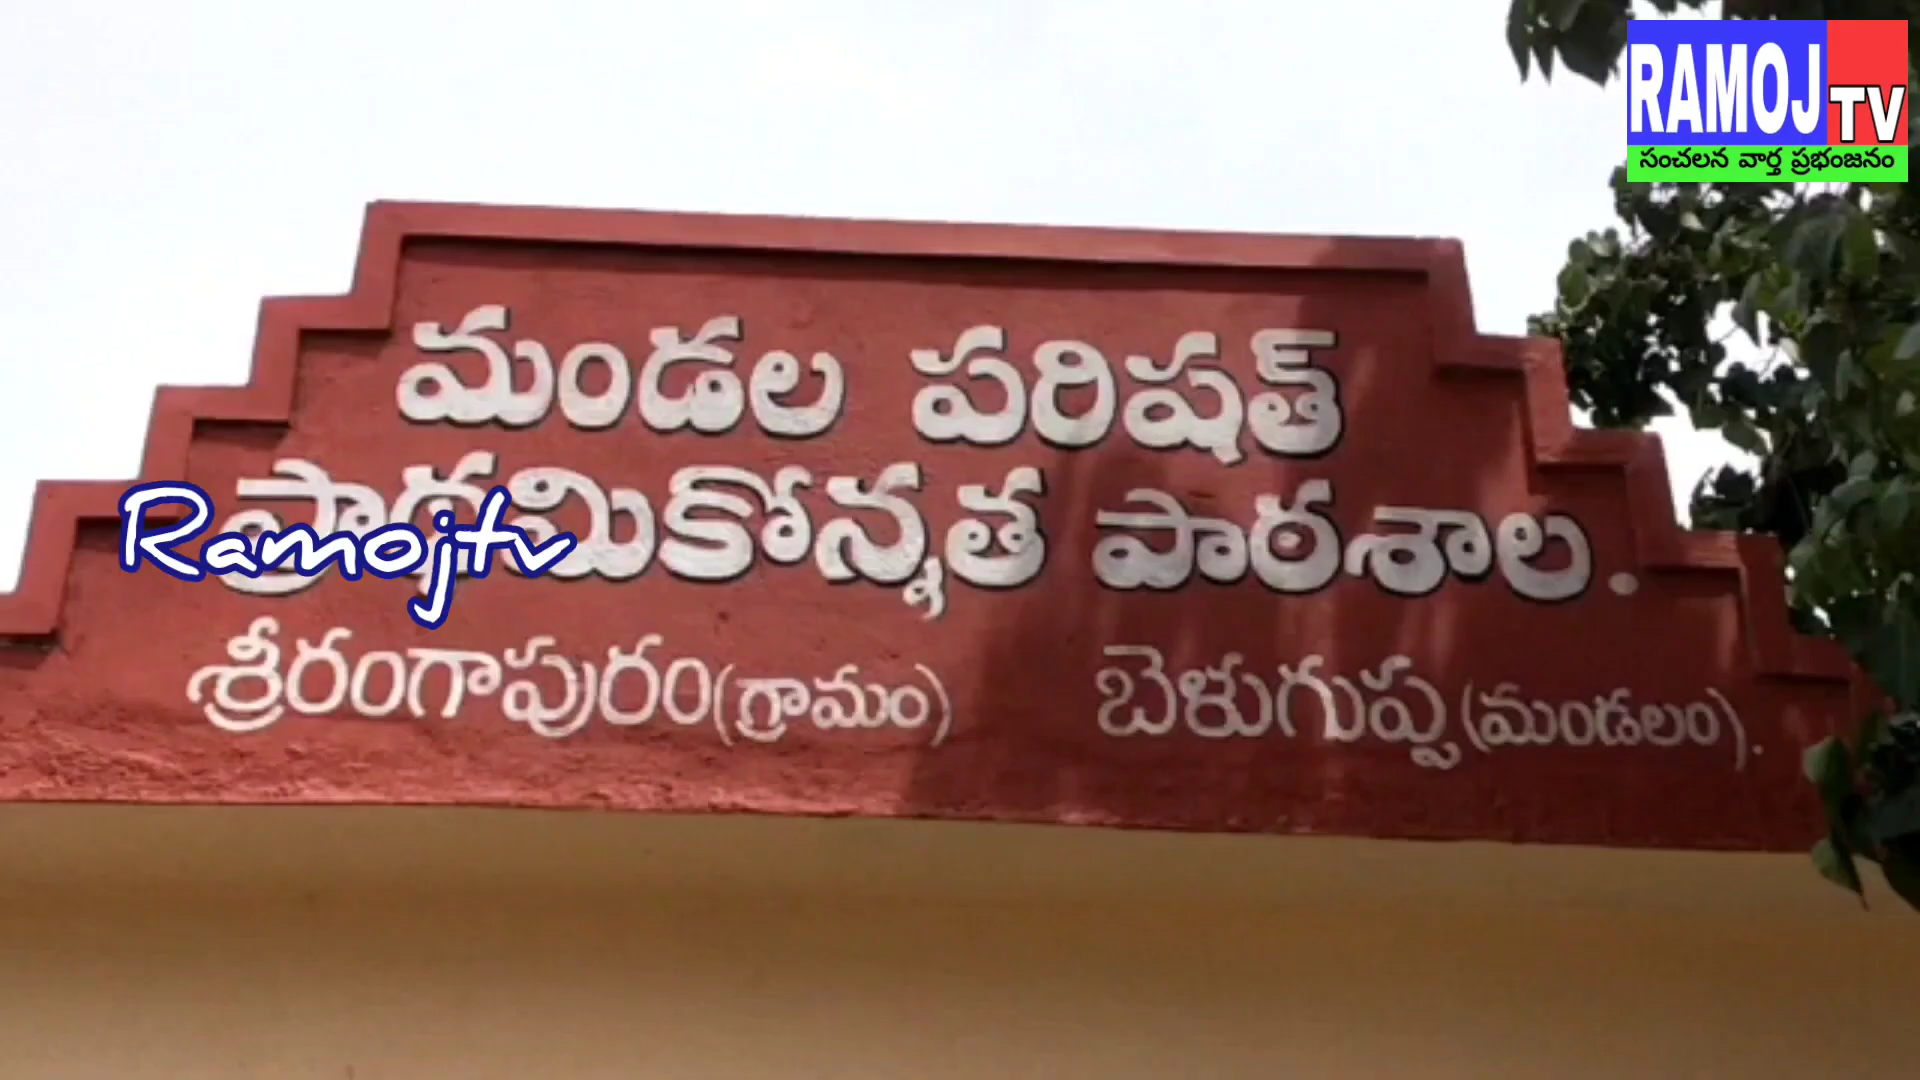 RAMOJ TV
సంచలన వార్త ప్రభంజనం
మండల పరిషత్
ప్రాథమికోన్నత పాఠశాల.
Ramojtv
శ్రీరంగాపురం(గ్రామం) బెళుగుప్ప(మండలం).